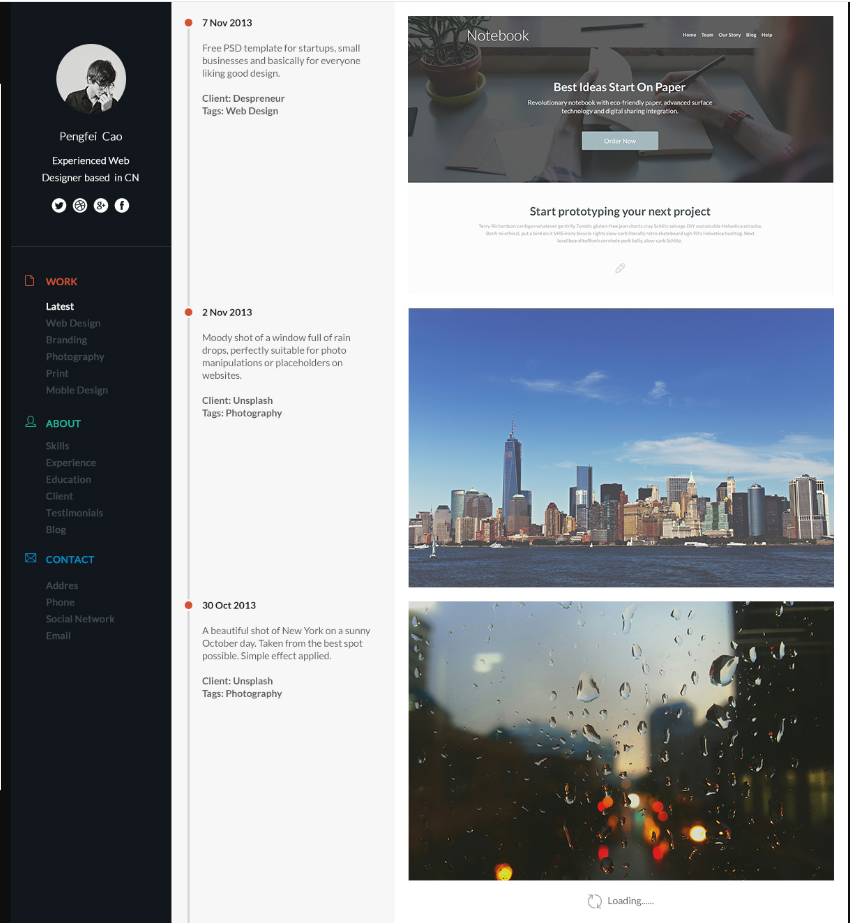 Pengfei Cao
Experienced Web
Designer based in CN
WORK
Latest
Web Design
Branding
Photography
Print
Moble Design
ABOUT
Skills
Experience
Education
Client
Testimonials
Blog
CONTACT
Addres
Phone
Social Network
Email
7 Nov 2013
Free PSD template for startups, small
businesses and basically for everyone
liking good design.
Client: Despreneur
Tags: Web Design
2 Nov 2013
Moody shot of a window full of rain
drops, perfectly suitable for photo
manipulations or placeholders on
websites.
Client: Unsplash
Tags: Photography
30 Oct 2013
A beautiful shot of New York on a sunny
October day. Taken from the best spot
possible. Simple effect applied.
Client: Unsplash
Tags: Photography
Notebook
Home Team Our Story Blog Help
Best Ideas Start On Paper
Revolutionary notebook with eco-friendly paper, advanced surface
technology and digital sharing integration.
Order Now
Start prototyping your next project
Loading......